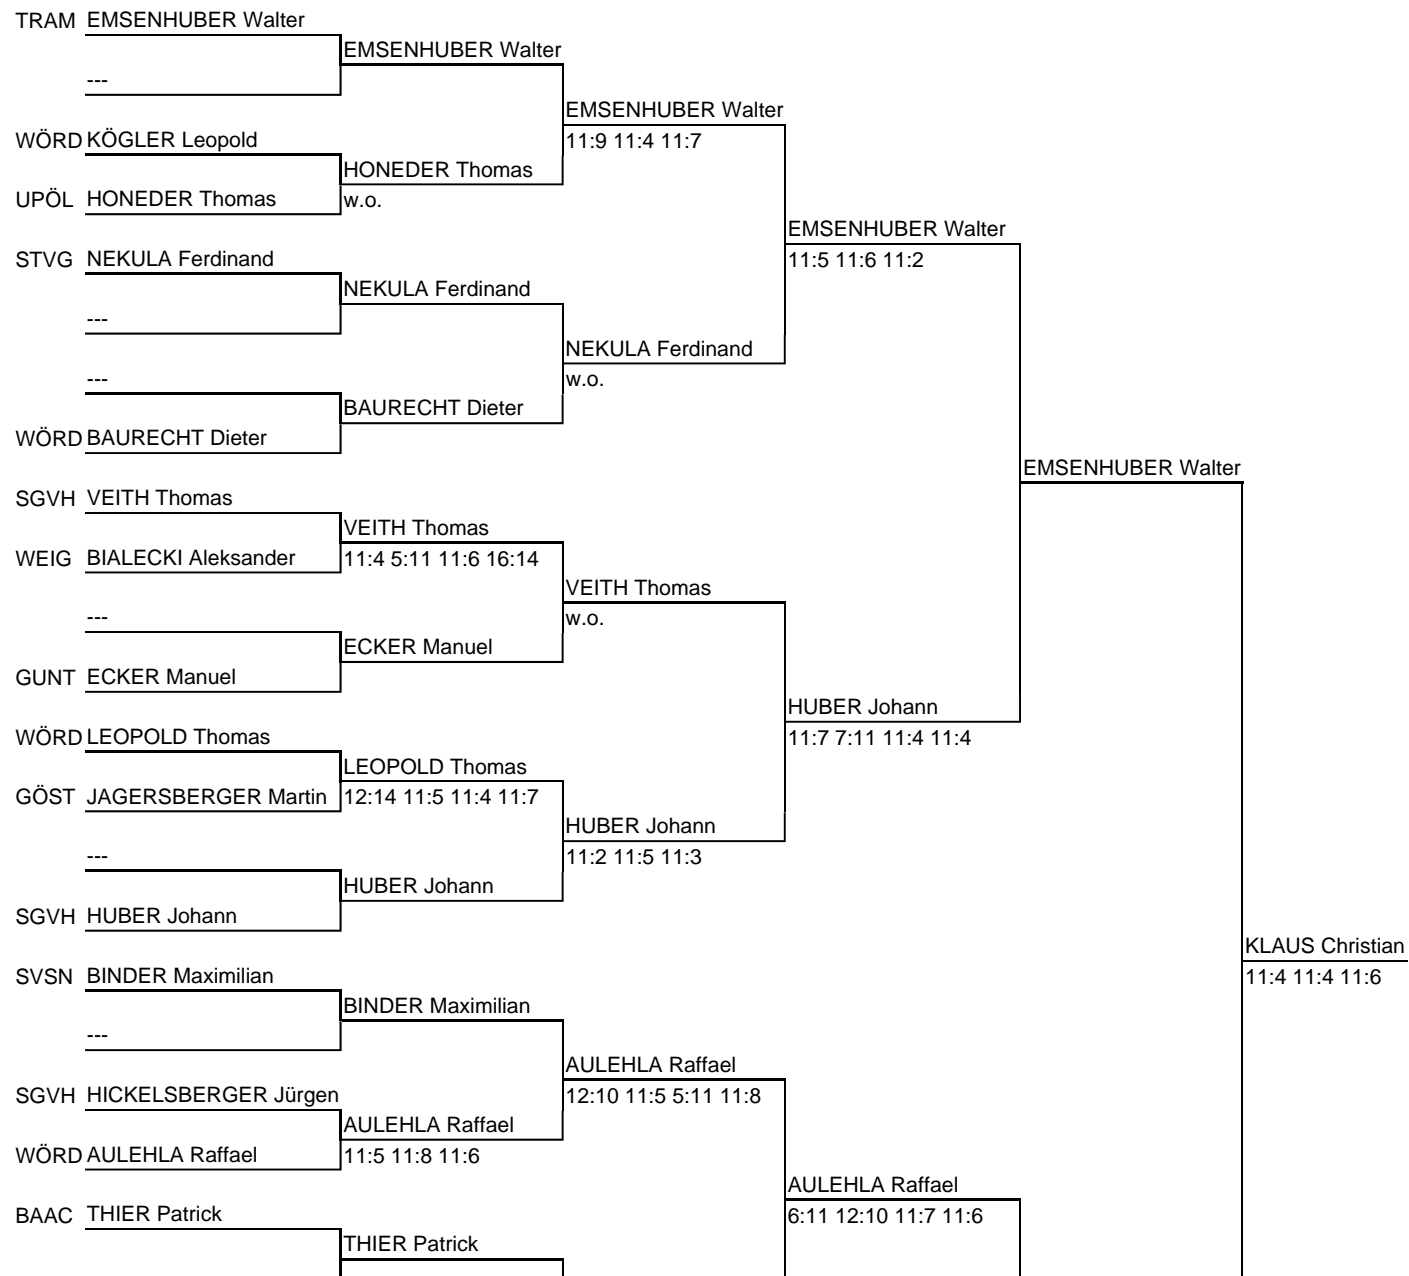 TRAM EMSENHUBER Walter
EMSENHUBER Walter
---
EMSENHUBER Walter
WÖRD KÖGLER Leopold
11:9 11:4 11:7
HONEDER Thomas
UPÖL HONEDER Thomas
w.o.
EMSENHUBER Walter
STVG NEKULA Ferdinand
11:5 11:6 11:2
NEKULA Ferdinand
---
NEKULA Ferdinand
---
w.o.
BAURECHT Dieter
WÖRD BAURECHT Dieter
EMSENHUBER Walter
SGVH VEITH Thomas
VEITH Thomas
WEIG BIALECKI Aleksander
11:4 5:11 11:6 16:14
VEITH Thomas
---
w.o.
ECKER Manuel
GUNT ECKER Manuel
HUBER Johann
WÖRD LEOPOLD Thomas
11:7 7:11 11:4 11:4
LEOPOLD Thomas
GÖST JAGERSBERGER Martin
12:14 11:5 11:4 11:7
HUBER Johann
---
11:2 11:5 11:3
HUBER Johann
SGVH HUBER Johann
KLAUS Christian
SVSN BINDER Maximilian
11:4 11:4 11:6
BINDER Maximilian
---
AULEHLA Raffael
SGVH HICKELSBERGER Jürgen
12:10 11:5 5:11 11:8
AULEHLA Raffael
WÖRD AULEHLA Raffael
11:5 11:8 11:6
AULEHLA Raffael
BAAC THIER Patrick
6:11 12:10 11:7 11:6
THIER Patrick